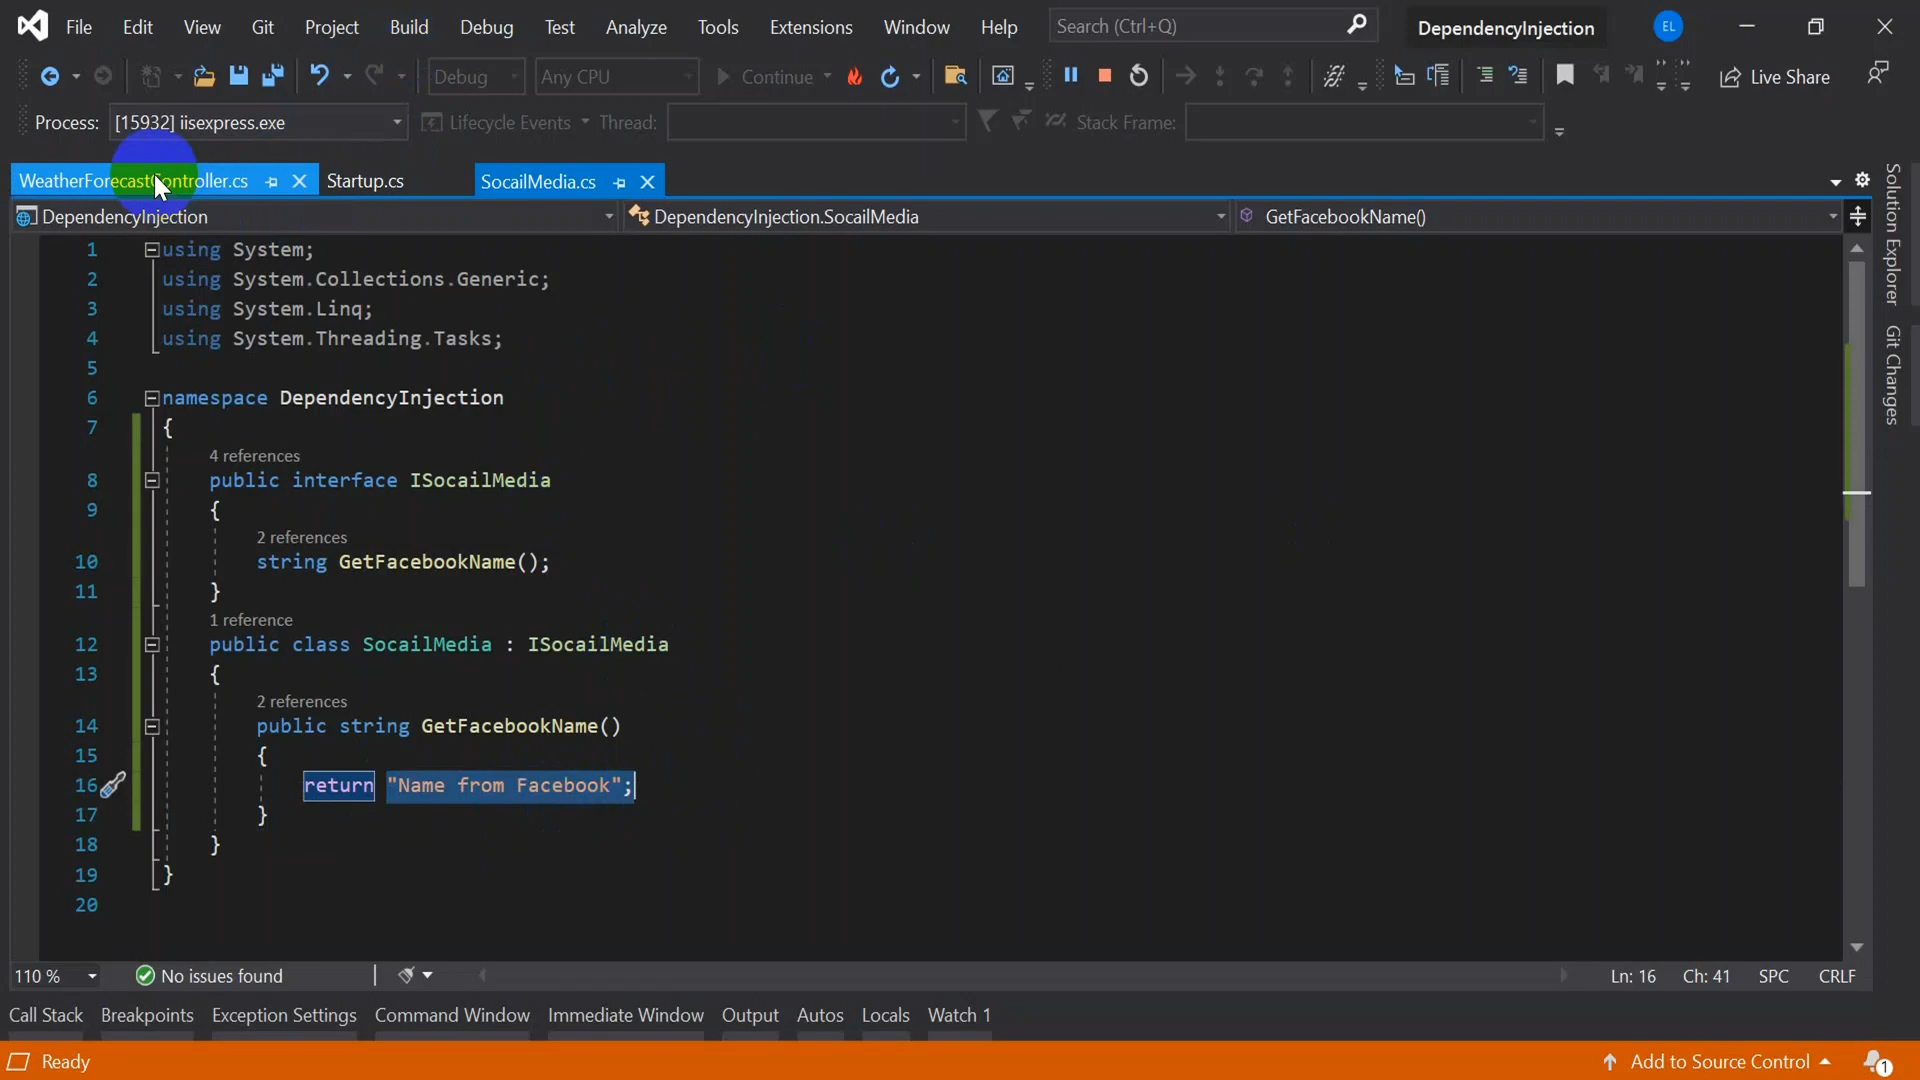 File Edit View Git Project Build Debug Test Analyze Tools Extensions Window Help Search (Ctrl+Q) DependencyInjection EL
Debug Any CPU Continue Live Share
Process: [15932] iisexpress.exe Lifecycle Events Thread: Stack Frame:
WeatherForecastController.cs Startup.cs SocailMedia.cs
DependencyInjection DependencyInjection.SocailMedia GetFacebookName()
1 using System;
2 using System.Collections.Generic;
3 using System.Linq;
4 using System.Threading.Tasks;
5
6 namespace DependencyInjection
7 {
4 references
8 public interface ISocailMedia
9 {
2 references
10 string GetFacebookName();
11 }
1 reference
12 public class SocailMedia : ISocailMedia
13 {
2 references
14 public string GetFacebookName()
15 {
16 return "Name from Facebook";
17 }
18 }
19 }
20
Solution Explorer
Git Changes
110 % No issues found Ln: 16 Ch: 41 SPC CRLF
Call Stack Breakpoints Exception Settings Command Window Immediate Window Output Autos Locals Watch 1
Ready Add to Source Control 1